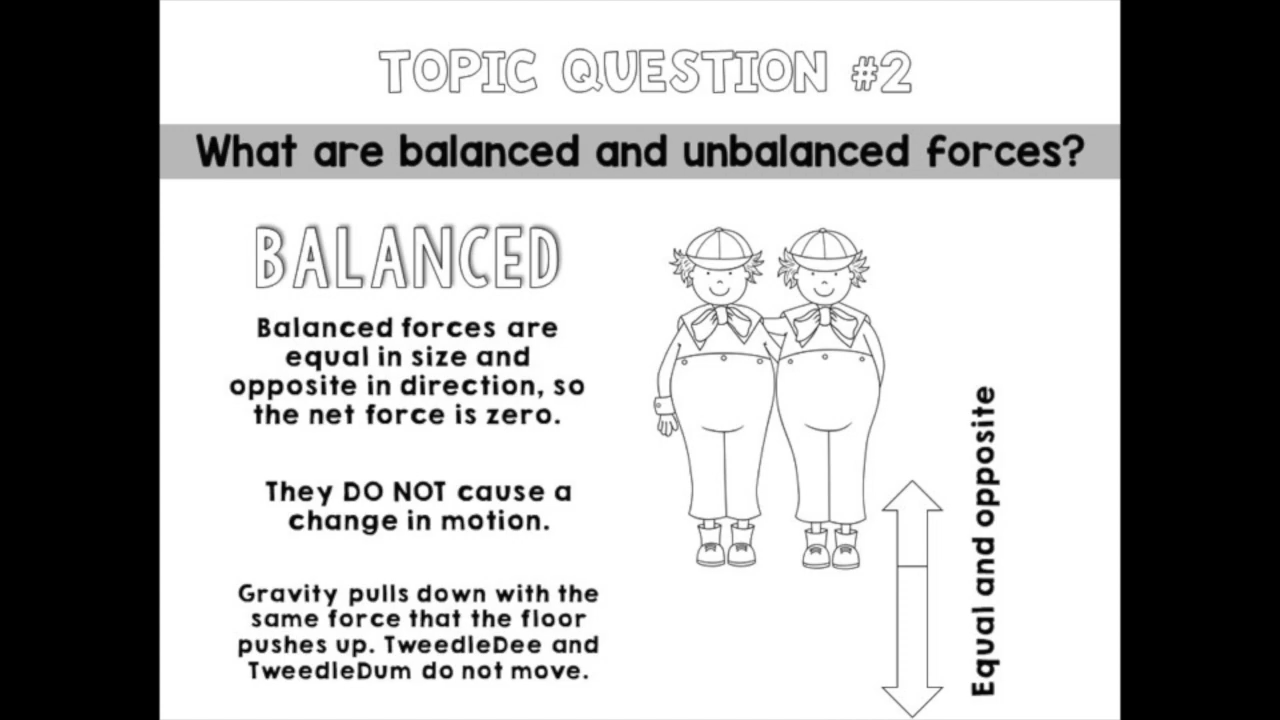 TOPIC QUESTION #2
What are balanced and unbalanced forces?
BALANCED
Balanced forces are
equal in size and
opposite in direction, so
the net force is zero.
They DO NOT cause a
change in motion.
Gravity pulls down with the
same force that the floor
pushes up. TweedleDee and
TweedleDum do not move.
Equal and opposite